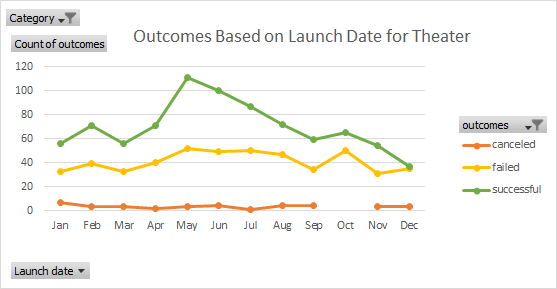 Category
Outcomes Based on Launch Date for Theater
Count of outcomes
120
100
80
60
40
20
0
Jan Feb Mar Apr May Jun Jul Aug Sep Oct Nov Dec
outcomes
canceled
failed
successful
Launch date